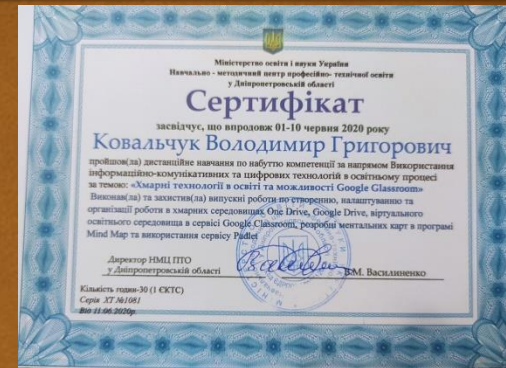 Міністерство освіти і науки України
Навчально - методичний центр професійно- технічної освіти
у Дніпропетровській області
Сертифікат
засвідчує, що впродовж 01-10 червня 2020 року
Ковальчук Володимир Григорович
пройшов(ла) дистанційне навчання по набуттю компетенції за напрямом Використання
інформаційно-комунікативних та цифрових технологій в освітньому процесі
за темою: «Хмарні технології в освіті та можливості Google Glassroom»
Виконав(ла) та захистив(ла) випускні роботи по створенню, налаштуванню та
організації роботи в хмарних середовищах One Drive, Google Drive, віртуального
освітнього середовища в сервісі Google Classroom, розробці ментальних карт в програмі
Mind Map та використання сервісу Padlet
Директор НМЦ ПТО
у Дніпропетровській області
В.М. Василиненко
Кількість годин-30 (1 ЄКТС)
Серія ХТ №1081
Від 11.06.2020р.